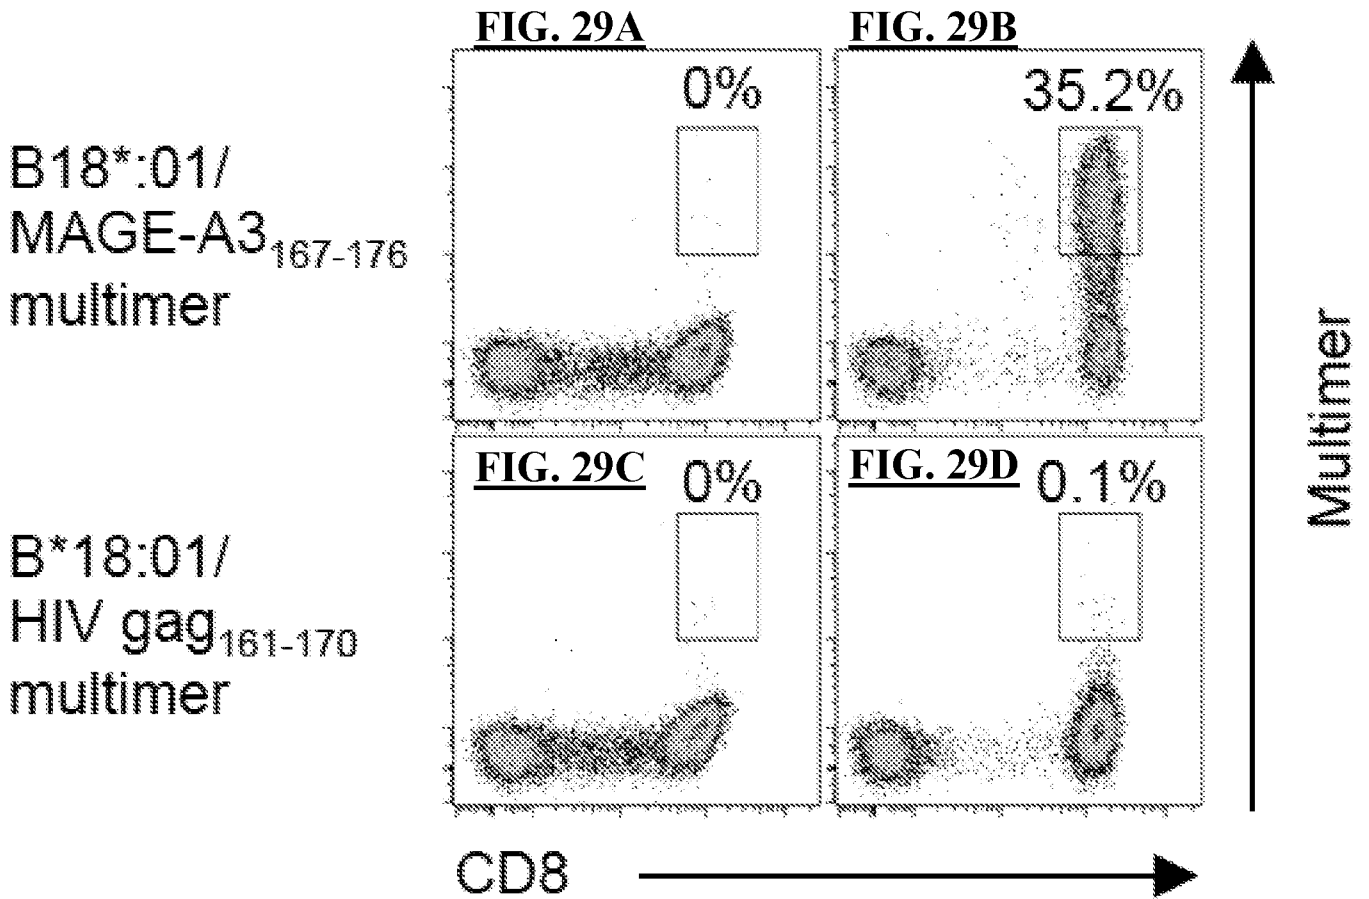 FIG. 29A
FIG. 29B
0%
35.2%
B18*:01/
MAGE-A3167-176
multimer
FIG. 29C
FIG. 29D
0%
0.1%
B*18:01/
HIV gag161-170
multimer
Multimer
CD8